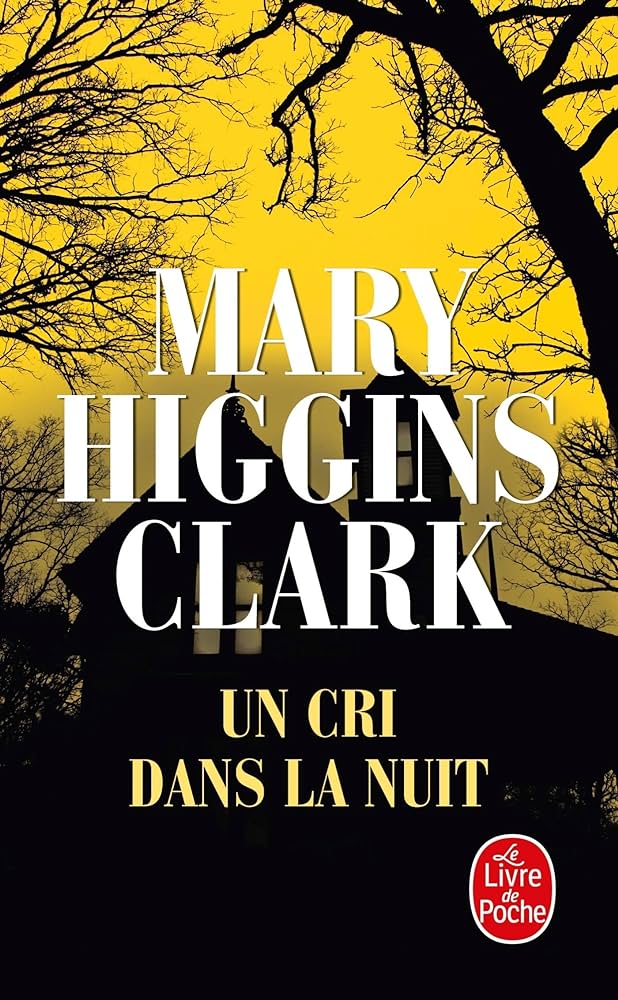 MARY
HIGGINS
CLARK
UN CRI
DANS LA NUIT
Le
Livre
de
Poche